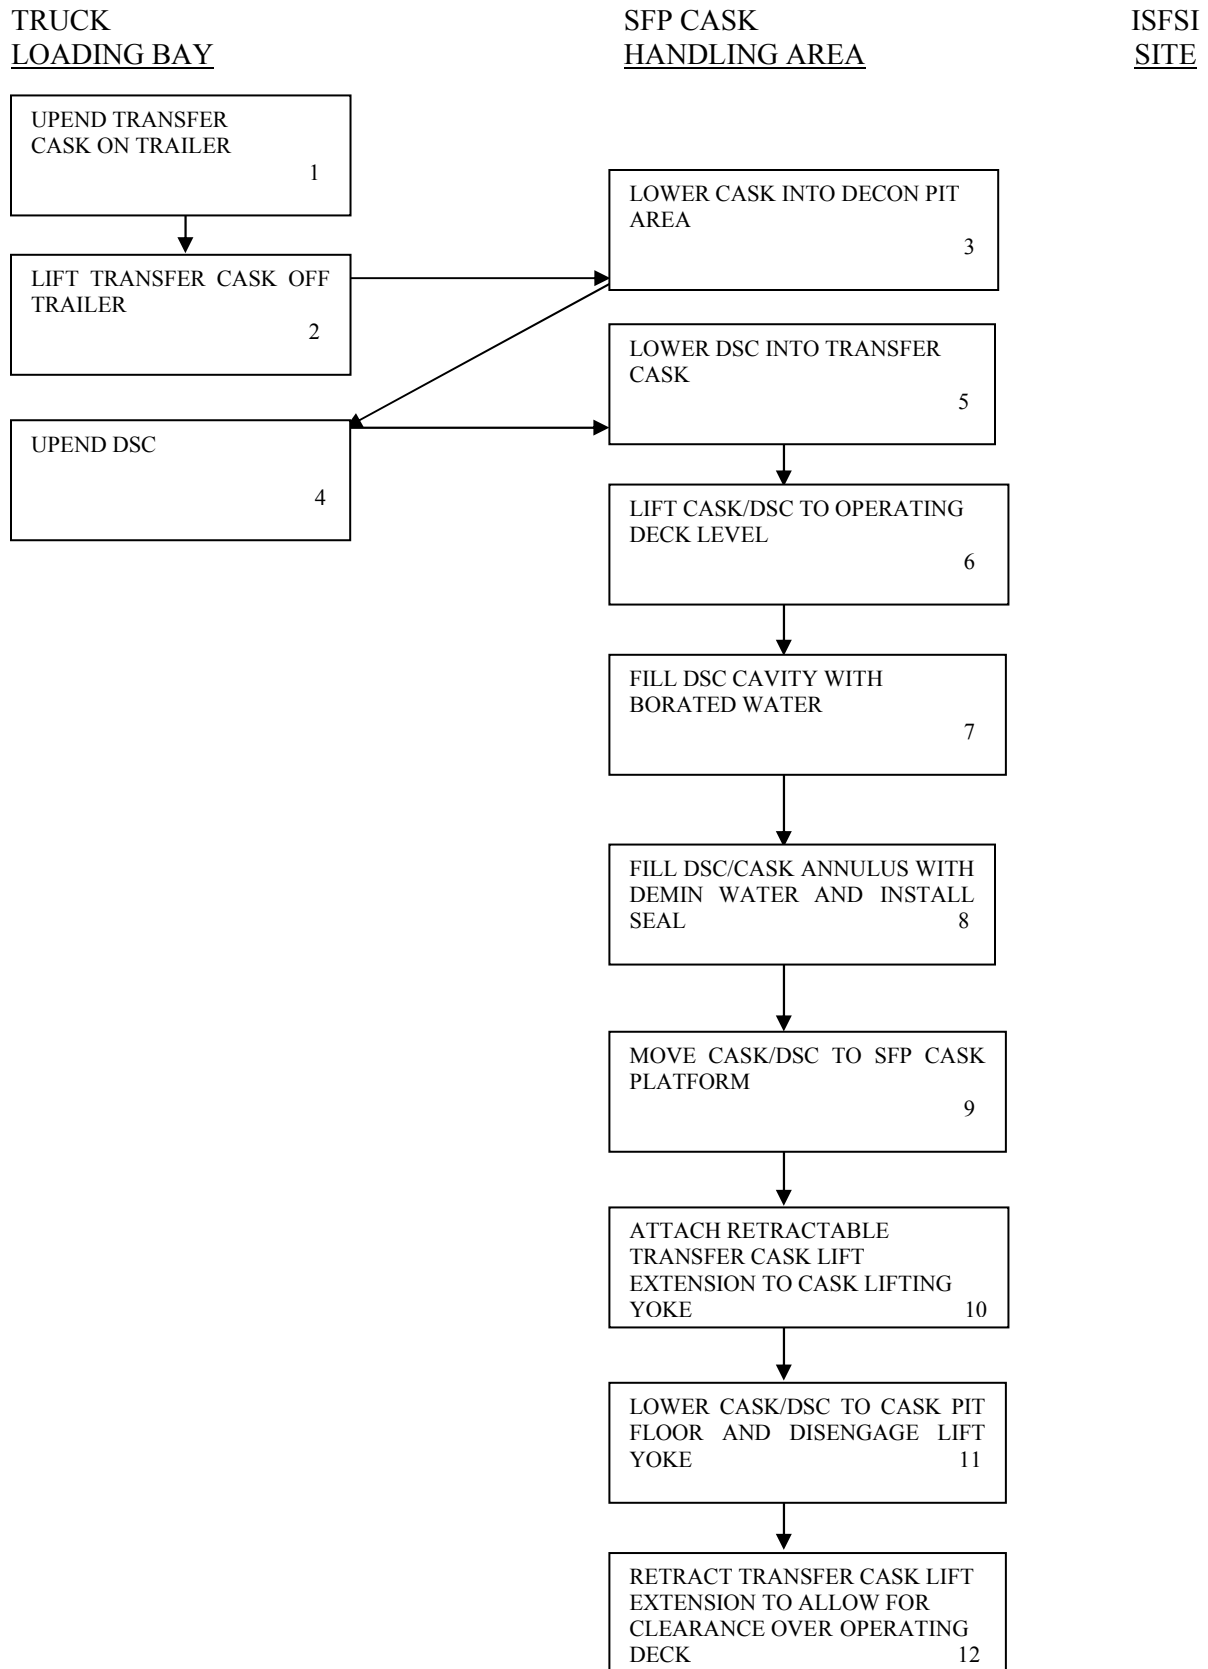 TRUCK
LOADING BAY
SFP CASK
HANDLING AREA
ISFSI
SITE
UPEND TRANSFER
CASK ON TRAILER
1
LIFT TRANSFER CASK OFF
TRAILER
2
LOWER CASK INTO DECON PIT
AREA
3
UPEND DSC
4
LOWER DSC INTO TRANSFER
CASK
5
LIFT CASK/DSC TO OPERATING
DECK LEVEL
6
FILL DSC CAVITY WITH
BORATED WATER
7
FILL DSC/CASK ANNULUS WITH
DEMIN WATER AND INSTALL
SEAL 8
MOVE CASK/DSC TO SFP CASK
PLATFORM
9
ATTACH RETRACTABLE
TRANSFER CASK LIFT
EXTENSION TO CASK LIFTING
YOKE 10
LOWER CASK/DSC TO CASK PIT
FLOOR AND DISENGAGE LIFT
YOKE 11
RETRACT TRANSFER CASK LIFT
EXTENSION TO ALLOW FOR
CLEARANCE OVER OPERATING
DECK 12